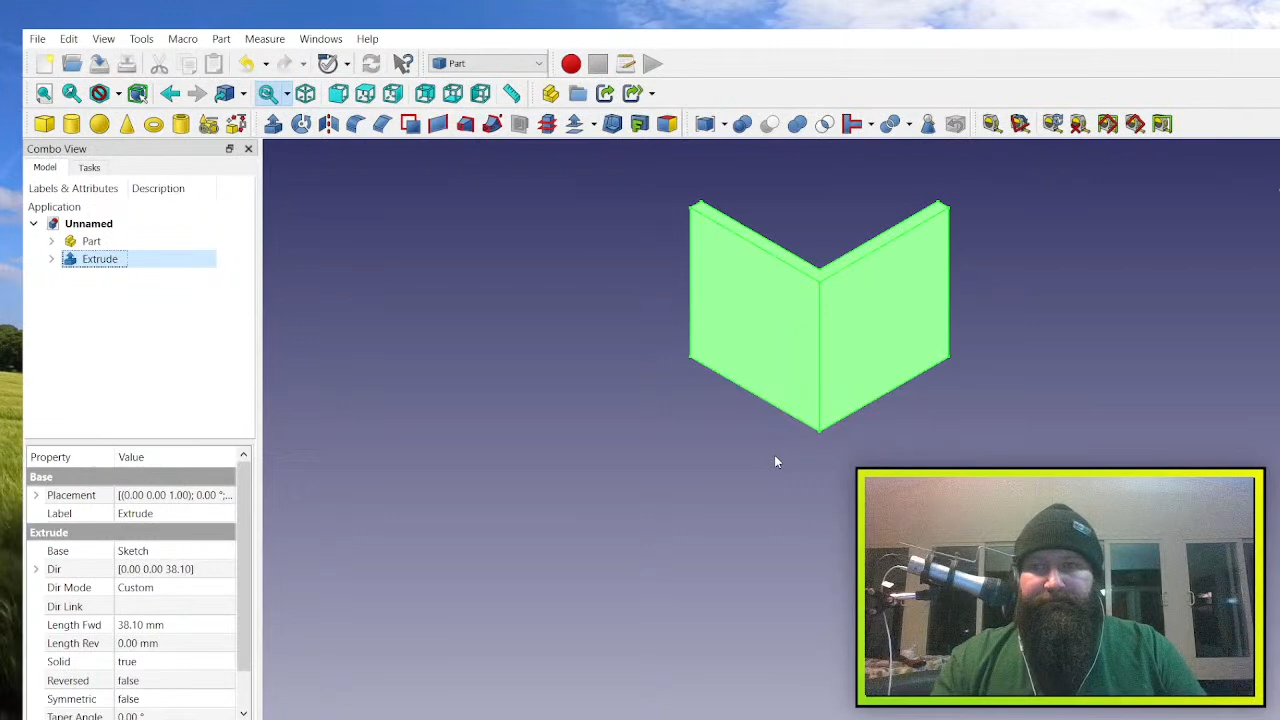 File Edit View Tools Macro Part Measure Windows Help
Part
Combo View
Model Tasks
Labels & Attributes Description
Application
Unnamed
Part
Extrude
Property Value
Base
Placement [(0.00 0.00 1.00); 0.00 °;...
Label Extrude
Extrude
Base Sketch
Dir [0.00 0.00 38.10]
Dir Mode Custom
Dir Link
Length Fwd 38.10 mm
Length Rev 0.00 mm
Solid true
Reversed false
Symmetric false
Taper Angle 0.00 °